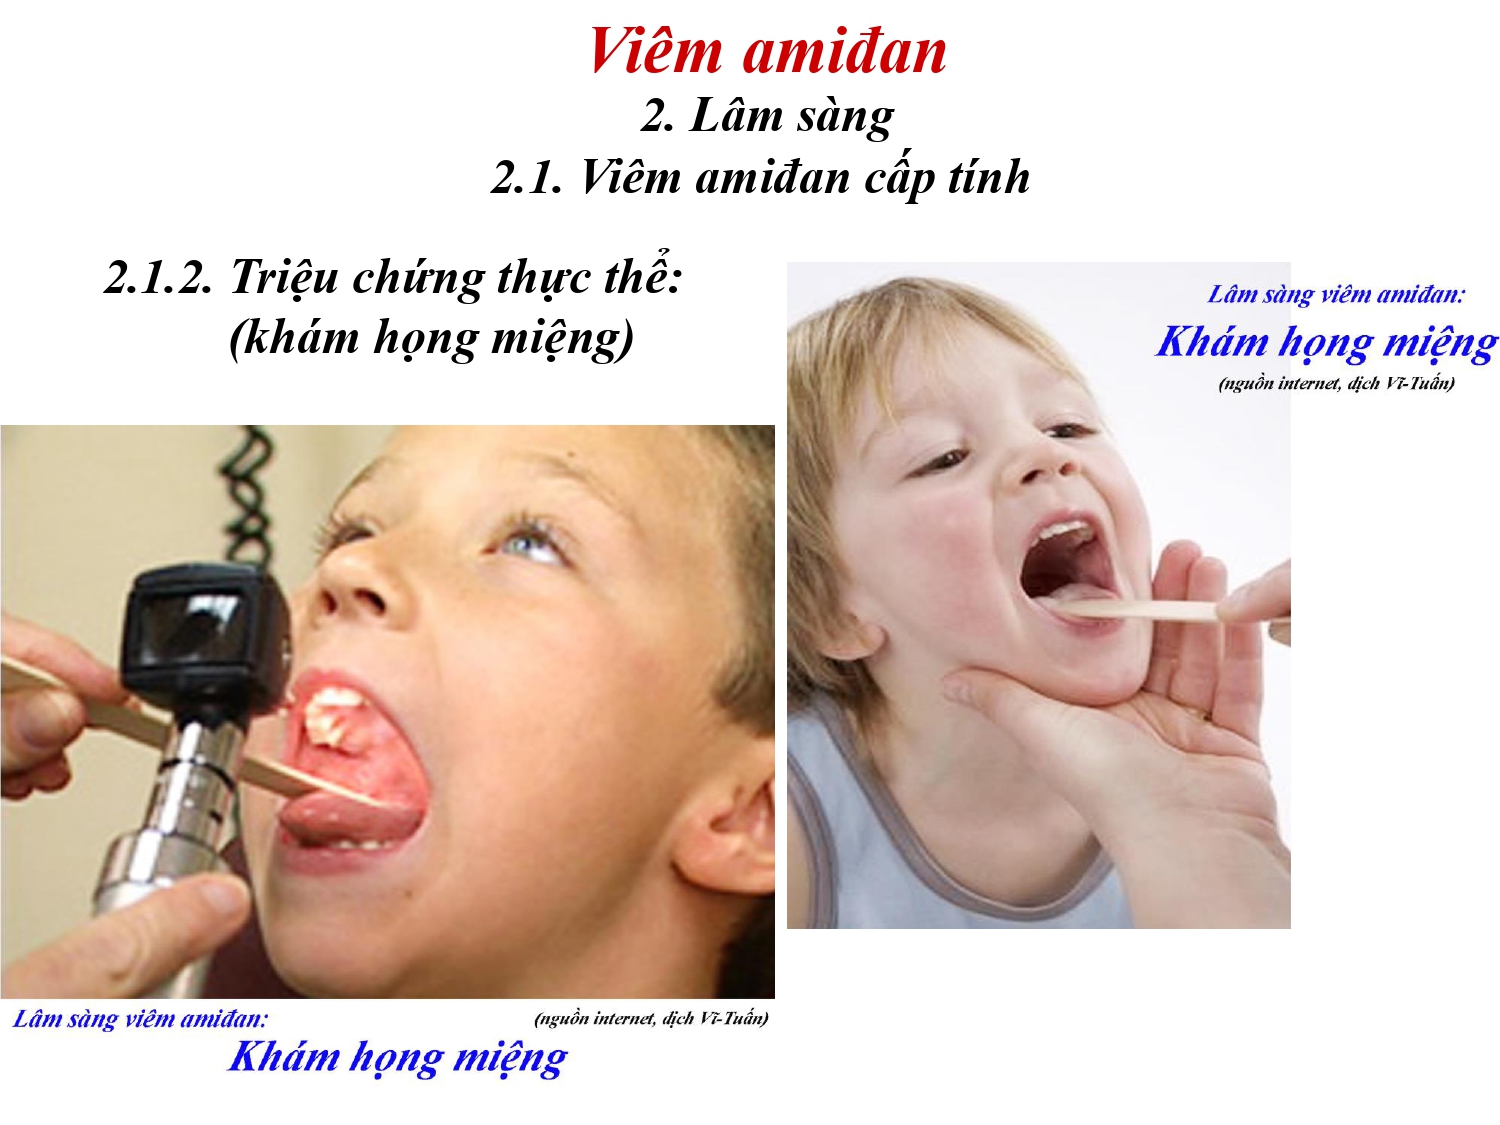 Viêm amiđan
2. Lâm sàng
2.1. Viêm amiđan cấp tính
2.1.2. Triệu chứng thực thể:
(khám họng miệng)
Lâm sàng viêm amiđan:
Khám họng miệng
(nguồn internet, dịch Vĩ-Tuấn)
Lâm sàng viêm amiđan:
(nguồn internet, dịch Vĩ-Tuấn)
Khám họng miệng